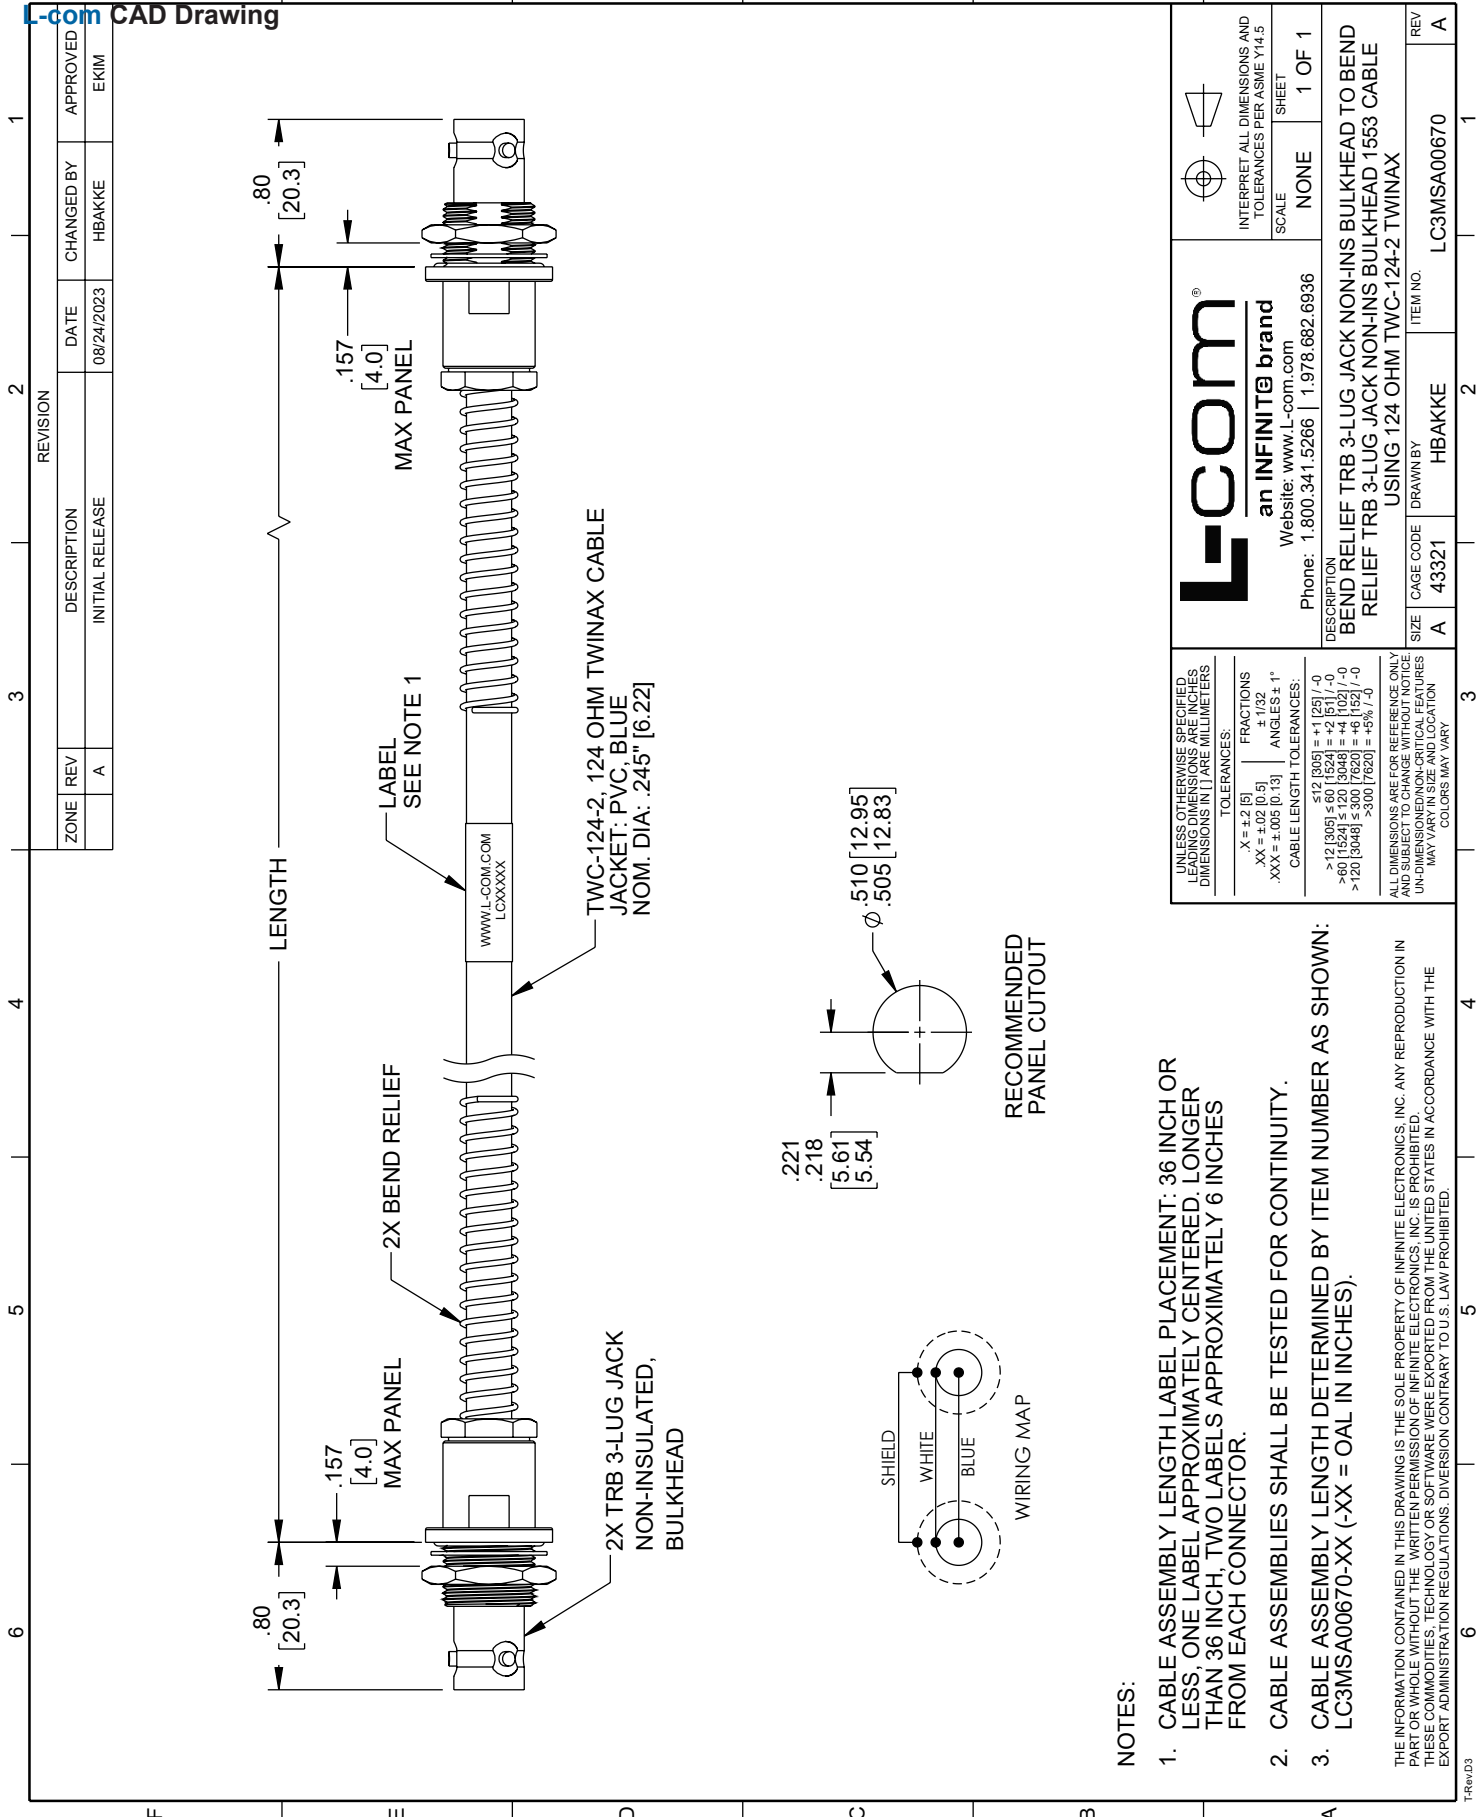 L-com CAD Drawing
REVISION
ZONE REV DESCRIPTION DATE CHANGED BY APPROVED
A INITIAL RELEASE 08/24/2023 HBAKKE EKIM
6 5 4 3 2 1
F
E
D
C
B
A
.80
[20.3]
LENGTH
.80
[20.3]
.157
[4.0]
MAX PANEL
2X BEND RELIEF
LABEL
SEE NOTE 1
.157
[4.0]
MAX PANEL
WWW.L-COM.COM
LCXXXXX
2X TRB 3-LUG JACK
NON-INSULATED,
BULKHEAD
TWC-124-2, 124 OHM TWINAX CABLE
JACKET: PVC, BLUE
NOM. DIA: .245" [6.22]
SHIELD
WHITE
BLUE
WIRING MAP
.221
.218
[5.61]
[5.54]
⌀ .510 [12.95]
.505 [12.83]
RECOMMENDED
PANEL CUTOUT
NOTES:
1. CABLE ASSEMBLY LENGTH LABEL PLACEMENT: 36 INCH OR
LESS, ONE LABEL APPROXIMATELY CENTERED. LONGER
THAN 36 INCH, TWO LABELS APPROXIMATELY 6 INCHES
FROM EACH CONNECTOR.
2. CABLE ASSEMBLIES SHALL BE TESTED FOR CONTINUITY.
3. CABLE ASSEMBLY LENGTH DETERMINED BY ITEM NUMBER AS SHOWN:
LC3MSA00670-XX (-XX = OAL IN INCHES).
THE INFORMATION CONTAINED IN THIS DRAWING IS THE SOLE PROPERTY OF INFINITE ELECTRONICS, INC. ANY REPRODUCTION IN
PART OR WHOLE WITHOUT THE WRITTEN PERMISSION OF INFINITE ELECTRONICS, INC. IS PROHIBITED.
THESE COMMODITIES, TECHNOLOGY OR SOFTWARE WERE EXPORTED FROM THE UNITED STATES IN ACCORDANCE WITH THE
EXPORT ADMINISTRATION REGULATIONS. DIVERSION CONTRARY TO U.S. LAW PROHIBITED.
UNLESS OTHERWISE SPECIFIED
LEADING DIMENSIONS ARE INCHES
DIMENSIONS IN [ ] ARE MILLIMETERS
TOLERANCES:
.X = ±.2 [5] FRACTIONS
.XX = ±.02 [0.5] ± 1/32
.XXX = ±.005 [0.13] ANGLES ± 1°
CABLE LENGTH TOLERANCES:
≤12 [305] = +1 [25] / -0
>12 [305] ≤ 60 [1524] = +2 [51] / -0
>60 [1524] ≤ 120 [3048] = +4 [102] / -0
>120 [3048] ≤ 300 [7620] = +6 [152] / -0
>300 [7620] = +5% / -0
ALL DIMENSIONS ARE FOR REFERENCE ONLY
AND SUBJECT TO CHANGE WITHOUT NOTICE.
UN-DIMENSIONED/NON-CRITICAL FEATURES
MAY VARY IN SIZE AND LOCATION
COLORS MAY VARY
L-com®
an INFINITE brand
Website: www.L-com.com
Phone: 1.800.341.5266 | 1.978.682.6936
INTERPRET ALL DIMENSIONS AND
TOLERANCES PER ASME Y14.5
SCALE NONE
SHEET 1 OF 1
DESCRIPTION
BEND RELIEF TRB 3-LUG JACK NON-INS BULKHEAD TO BEND
RELIEF TRB 3-LUG JACK NON-INS BULKHEAD 1553 CABLE
USING 124 OHM TWC-124-2 TWINAX
SIZE A
CAGE CODE 43321
DRAWN BY HBAKKE
ITEM NO. LC3MSA00670
REV A
6 5 4 3 2 1
T-Rev.D3